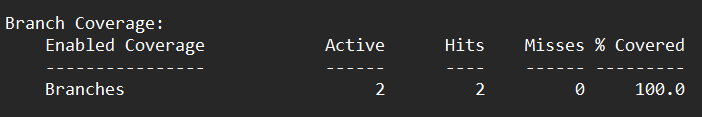 Branch Coverage:
    Enabled Coverage           Active      Hits    Misses % Covered
    ----------------           ------      ----    ------ ---------
    Branches                        2         2         0     100.0